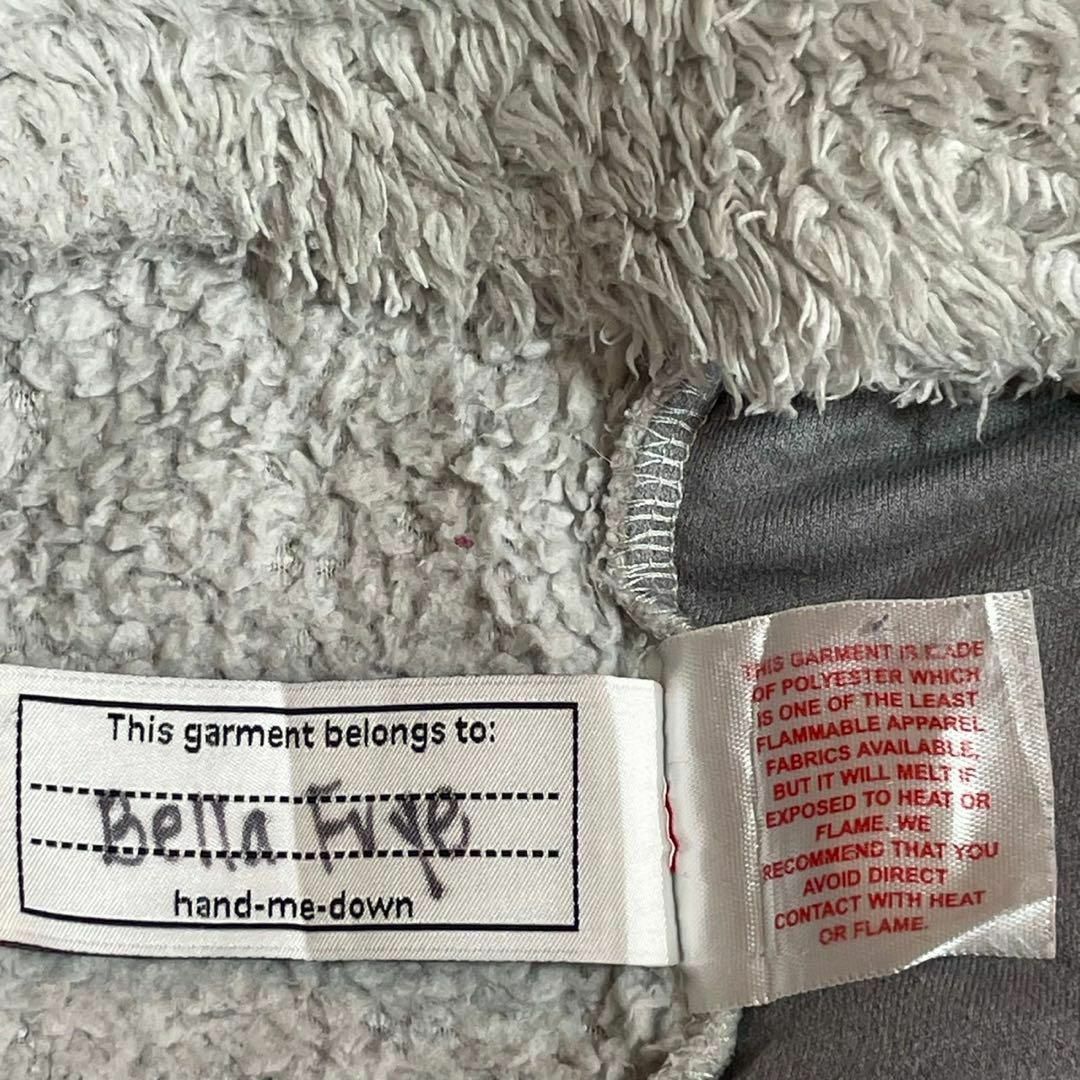 This garment belongs to:
Bella Frye
hand-me-down
THIS GARMENT IS MADE
OF POLYESTER WHICH
IS ONE OF THE LEAST
FLAMMABLE APPAREL
FABRICS AVAILABLE,
BUT IT WILL MELT IF
EXPOSED TO HEAT OR
FLAME. WE
RECOMMEND THAT YOU
AVOID DIRECT
CONTACT WITH HEAT
OR FLAME.